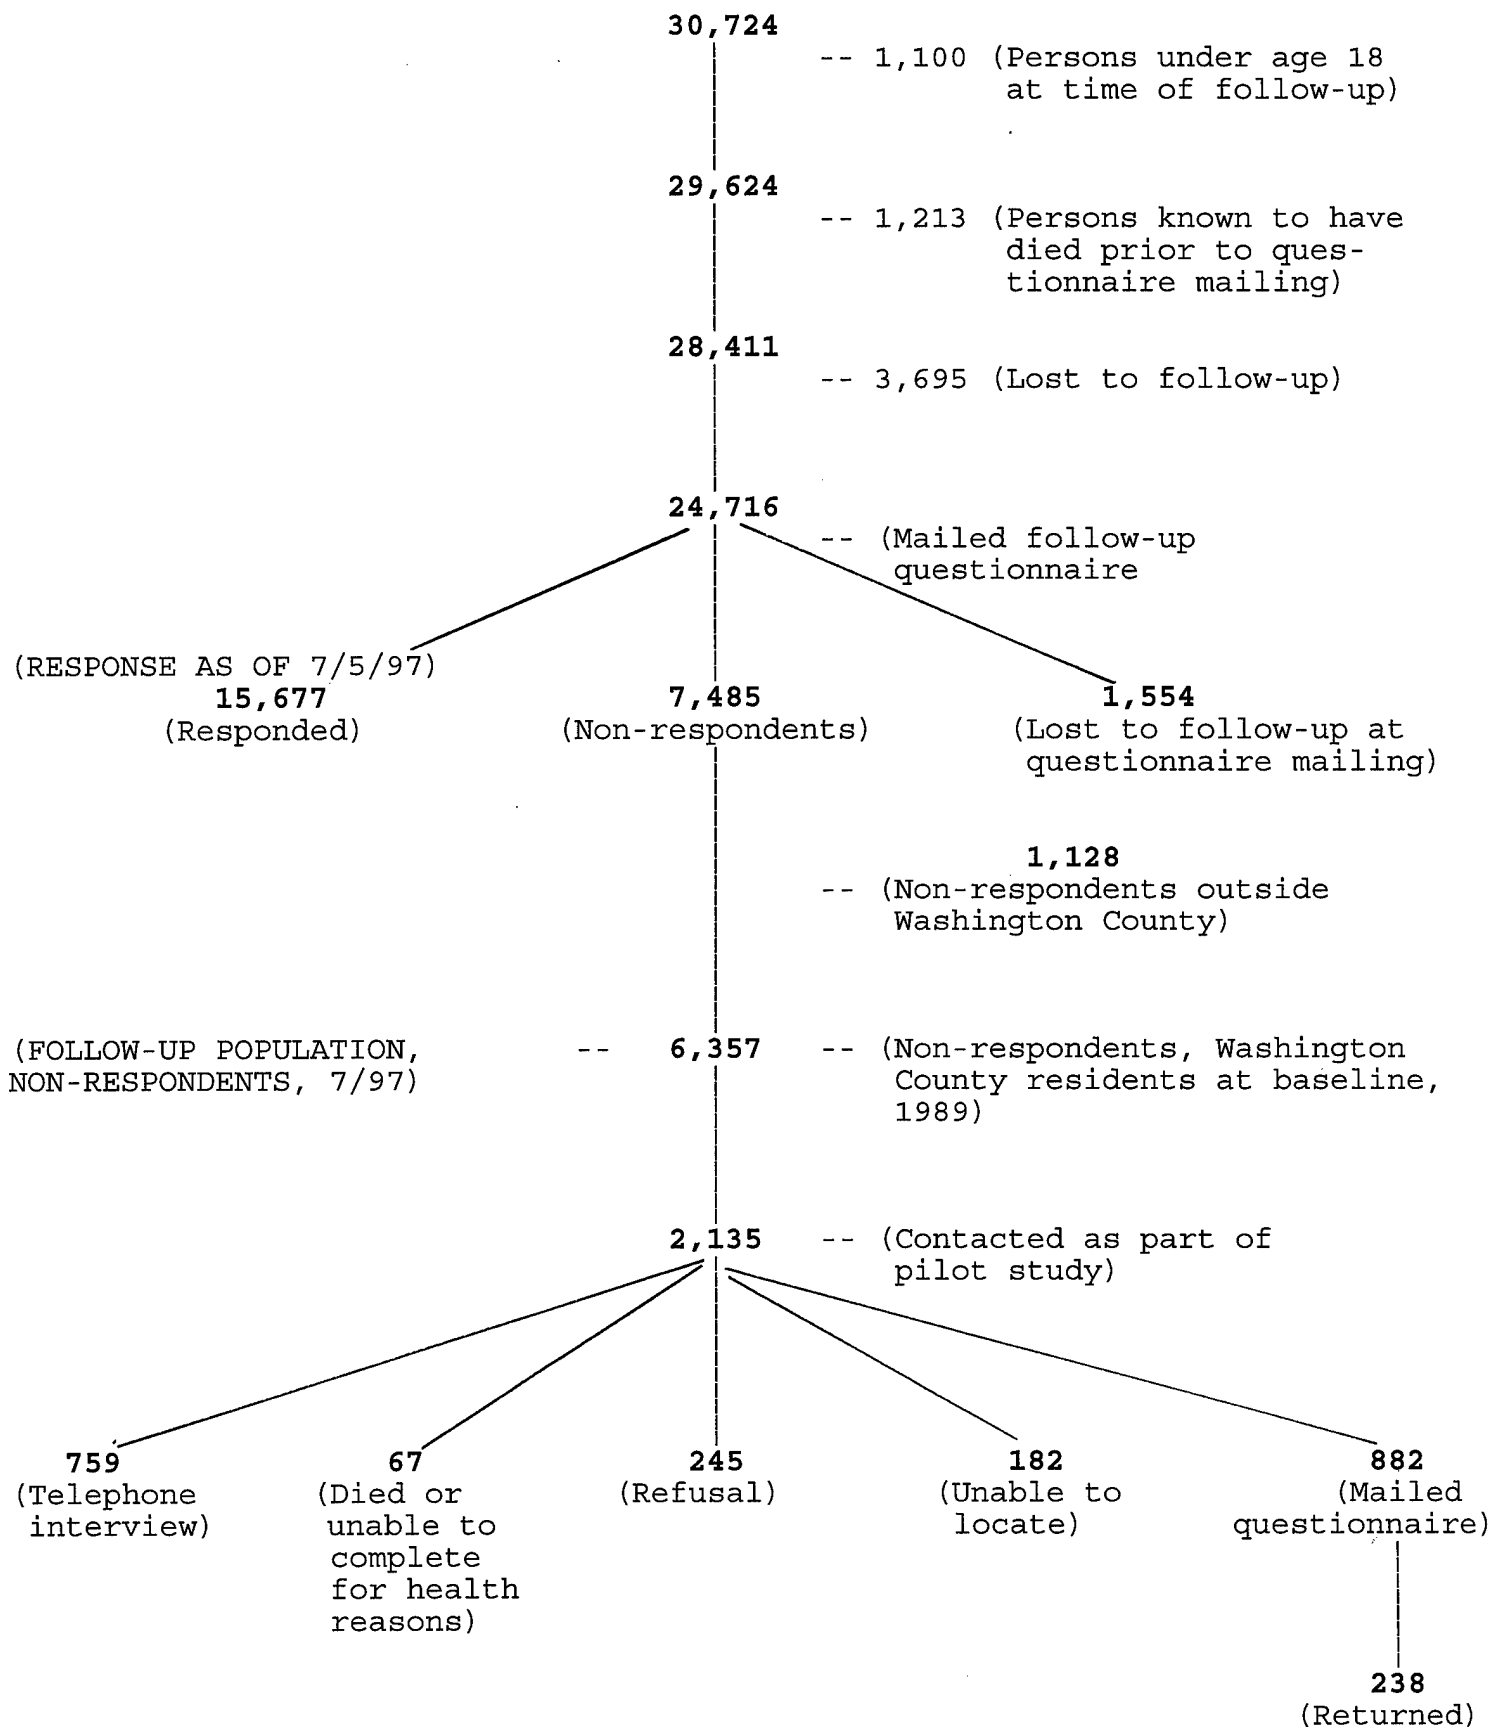 30,724
-- 1,100 (Persons under age 18
at time of follow-up)
29,624
-- 1,213 (Persons known to have
died prior to ques-
tionnaire mailing)
28,411
-- 3,695 (Lost to follow-up)
24,716
-- (Mailed follow-up
questionnaire
(RESPONSE AS OF 7/5/97)
15,677
(Responded)
7,485
(Non-respondents)
1,554
(Lost to follow-up at
questionnaire mailing)
1,128
-- (Non-respondents outside
Washington County)
(FOLLOW-UP POPULATION,
NON-RESPONDENTS, 7/97)
-- 6,357 -- (Non-respondents, Washington
County residents at baseline,
1989)
2,135 -- (Contacted as part of
pilot study)
759
(Telephone
interview)
67
(Died or
unable to
complete
for health
reasons)
245
(Refusal)
182
(Unable to
locate)
882
(Mailed
questionnaire)
238
(Returned)